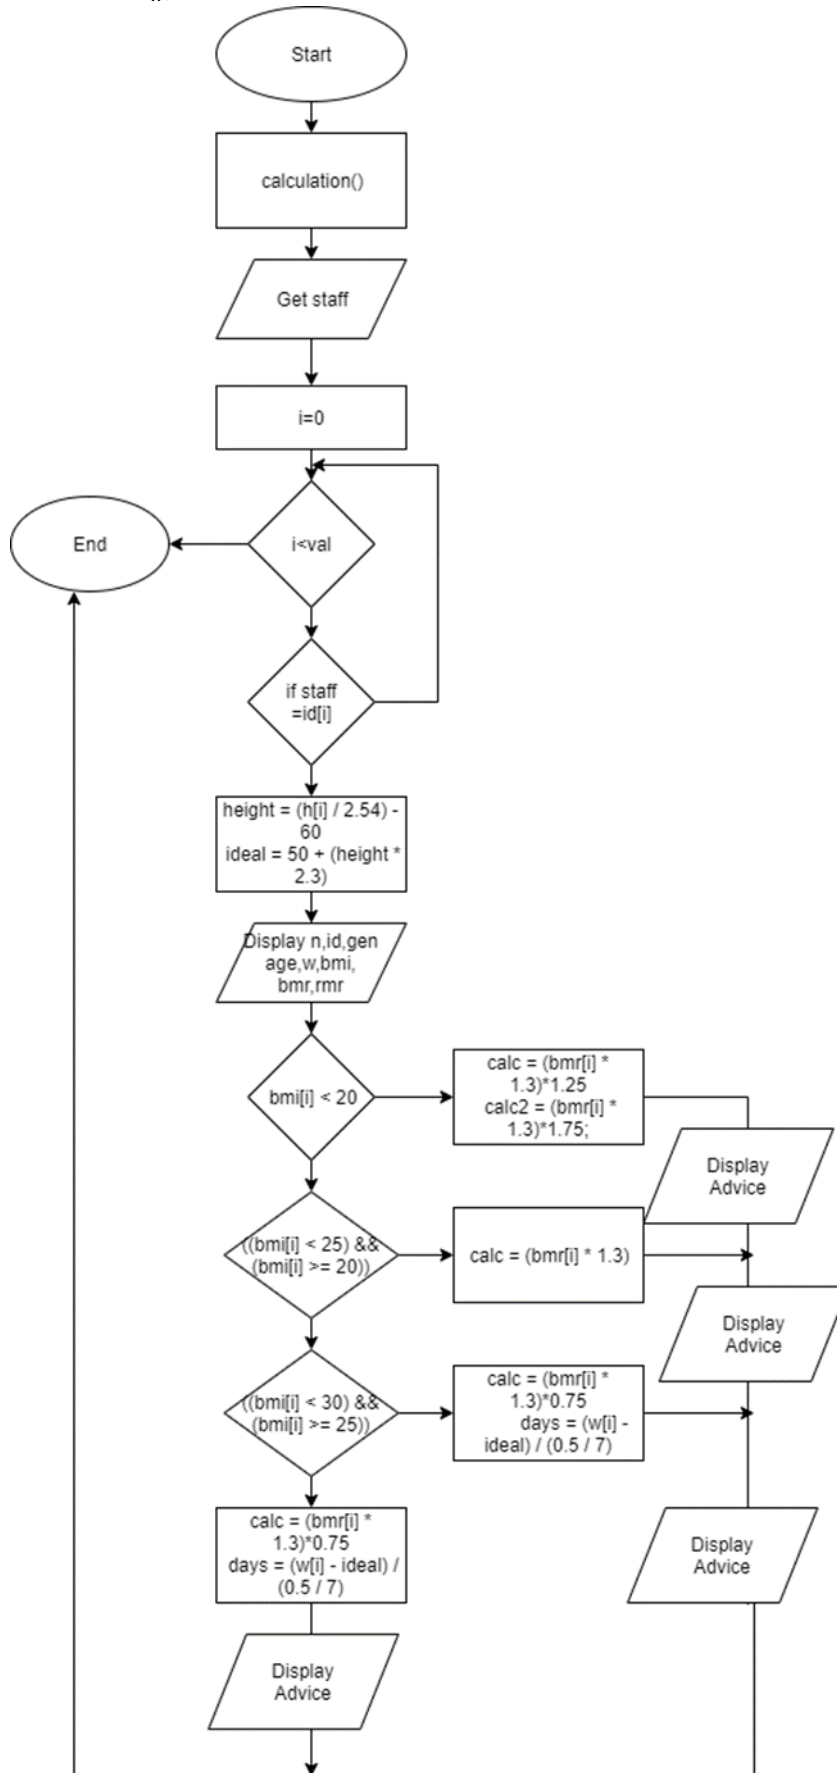 Start
calculation()
Get staff
i=0
End
i<val
if staff
=id[i]
height = (h[i] / 2.54) -
60
ideal = 50 + (height *
2.3)
Display n,id,gen
age,w,bmi,
bmr,rmr
bmi[i] < 20
calc = (bmr[i] *
1.3)*1.25
calc2 = (bmr[i] *
1.3)*1.75;
Display
Advice
((bmi[i] < 25) &&
(bmi[i] >= 20))
calc = (bmr[i] * 1.3)
Display
Advice
((bmi[i] < 30) &&
(bmi[i] >= 25))
calc = (bmr[i] *
1.3)*0.75
days = (w[i] -
ideal) / (0.5 / 7)
calc = (bmr[i] *
1.3)*0.75
days = (w[i] - ideal) /
(0.5 / 7)
Display
Advice
Display
Advice